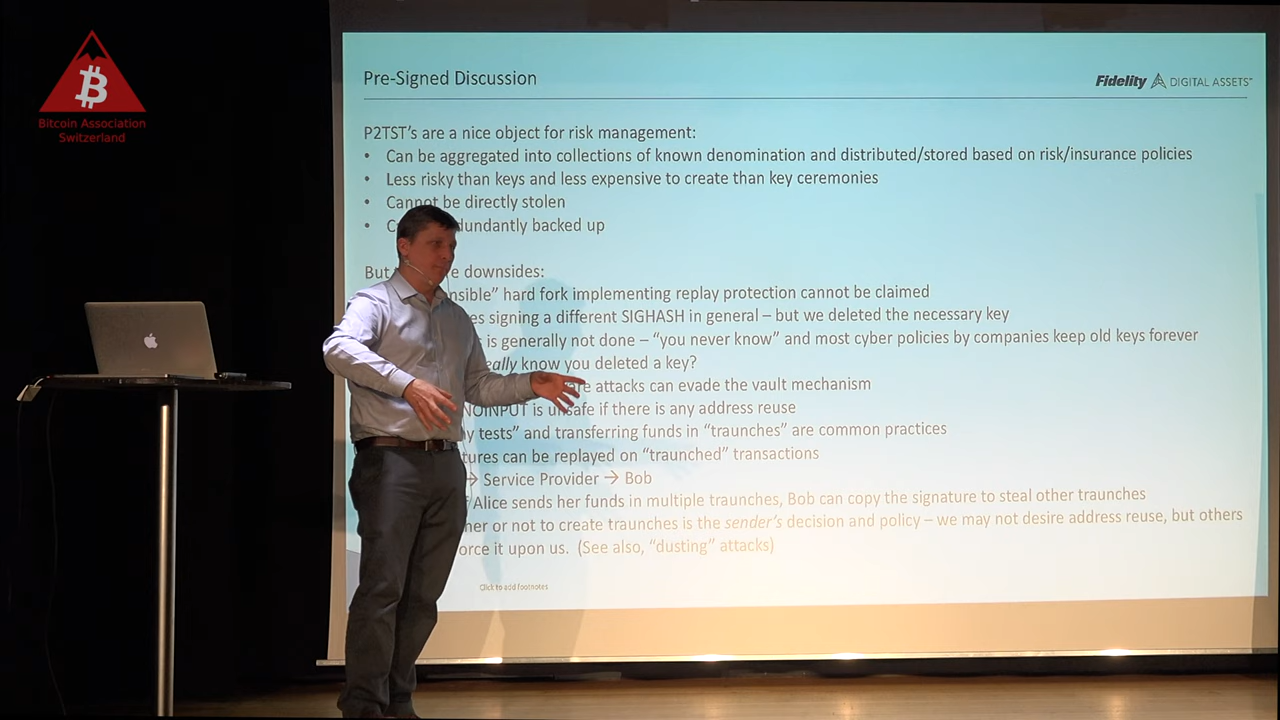 Bitcoin Association
Switzerland
Pre-Signed Discussion
Fidelity DIGITAL ASSETS
P2TST's are a nice object for risk management:
• Can be aggregated into collections of known denomination and distributed/stored based on risk/insurance policies
• Less risky than keys and less expensive to create than key ceremonies
• Cannot be directly stolen
• dundantly backed up
But downsides:
nsible" hard fork implementing replay protection cannot be claimed
signing a different SIGHASH in general – but we deleted the necessary key
is generally not done – "you never know" and most cyber policies by companies keep old keys forever
know you deleted a key?
attacks can evade the vault mechanism
NOINPUT is unsafe if there is any address reuse
tests" and transferring funds in "traunches" are common practices
tures can be replayed on "traunched" transactions
→ Service Provider → Bob
Alice sends her funds in multiple traunches, Bob can copy the signature to steal other traunches
her or not to create traunches is the sender's decision and policy – we may not desire address reuse, but others
orce it upon us. (See also, "dusting" attacks)
Click to add footnotes